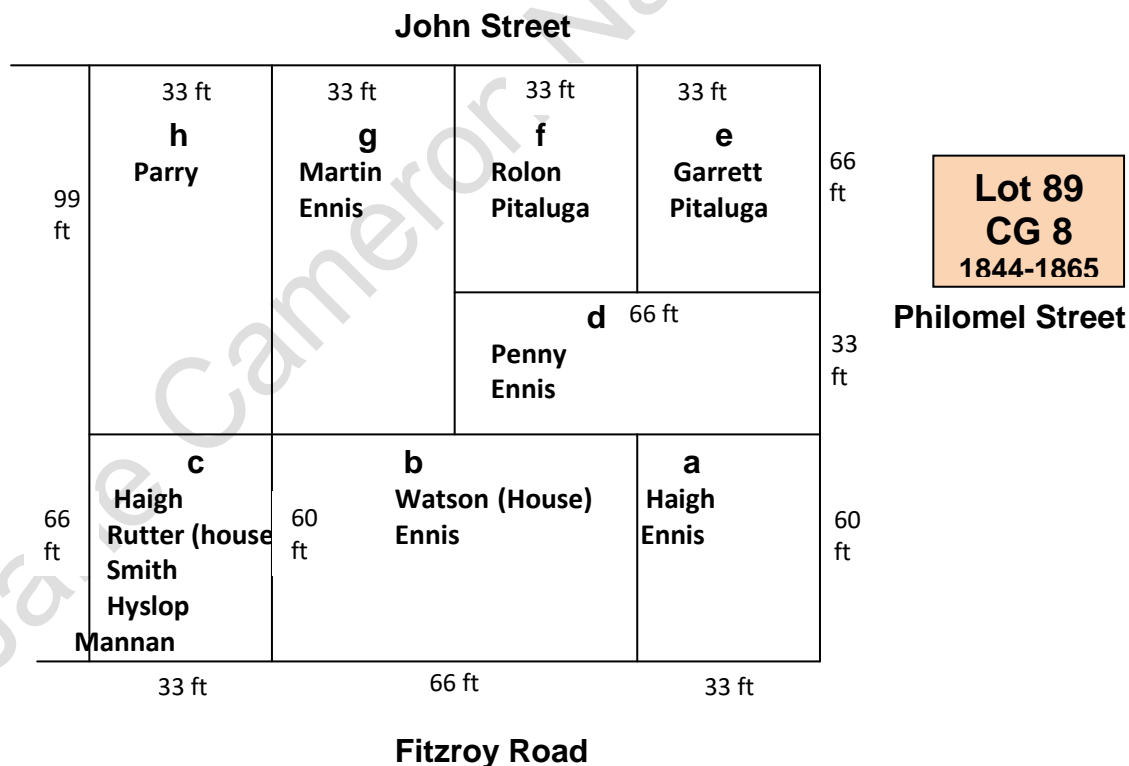 John Street
33 ft
33 ft
33 ft
33 ft
h
g
f
e
Parry
Martin
Ennis
Rolon
Pitaluga
Garrett
Pitaluga
99
ft
66
ft
Lot 89
CG 8
1844-1865
Philomel Street
d 66 ft
Penny
Ennis
33
ft
c
b
a
Haigh
Rutter (house
Smith
Hyslop
Mannan
Watson (House)
Ennis
Haigh
Ennis
66
ft
60
ft
60
ft
33 ft
66 ft
33 ft
Fitzroy Road
Jane Cameron Na